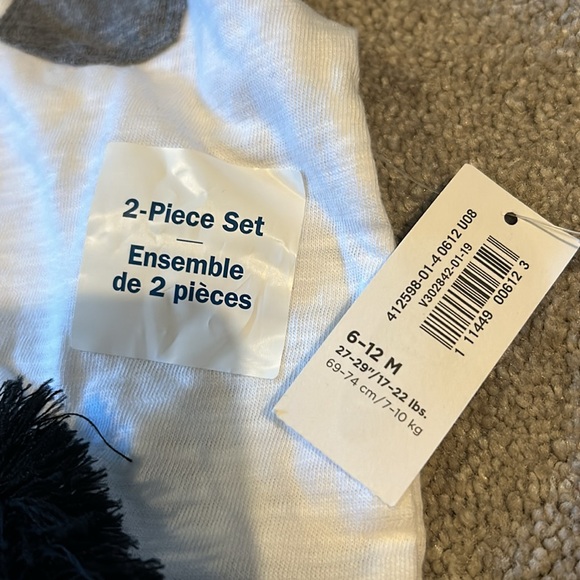 2-Piece Set
Ensemble
de 2 pièces
412598-01-4 0612 U08
V302842-01-19
1 11449 00612 3
6-12 M
27-29"/17-22 lbs.
69-74 cm/7-10 kg